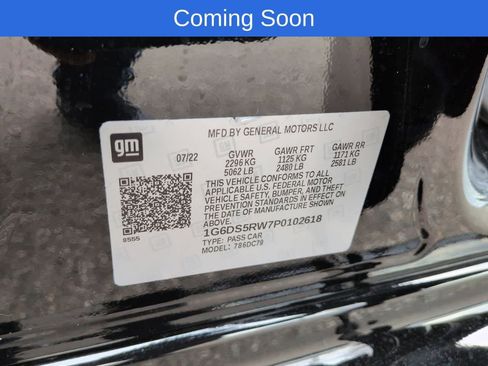 Coming Soon
MFD BY GENERAL MOTORS LLC
gm
07/22 GVWR GAWR FRT GAWR RR
2296 KG 1125 KG 1171 KG
5062 LB 2480 LB 2581 LB
THIS VEHICLE CONFORMS TO ALL
APPLICABLE U.S. FEDERAL MOTOR
VEHICLE SAFETY, BUMPER, AND THEFT
PREVENTION STANDARDS IN EFFECT ON
THE DATE OF MANUFACTURE SHOWN
ABOVE.
1G6DS5RW7P0102618
TYPE: PASS CAR
8555
MODEL: 786DC79